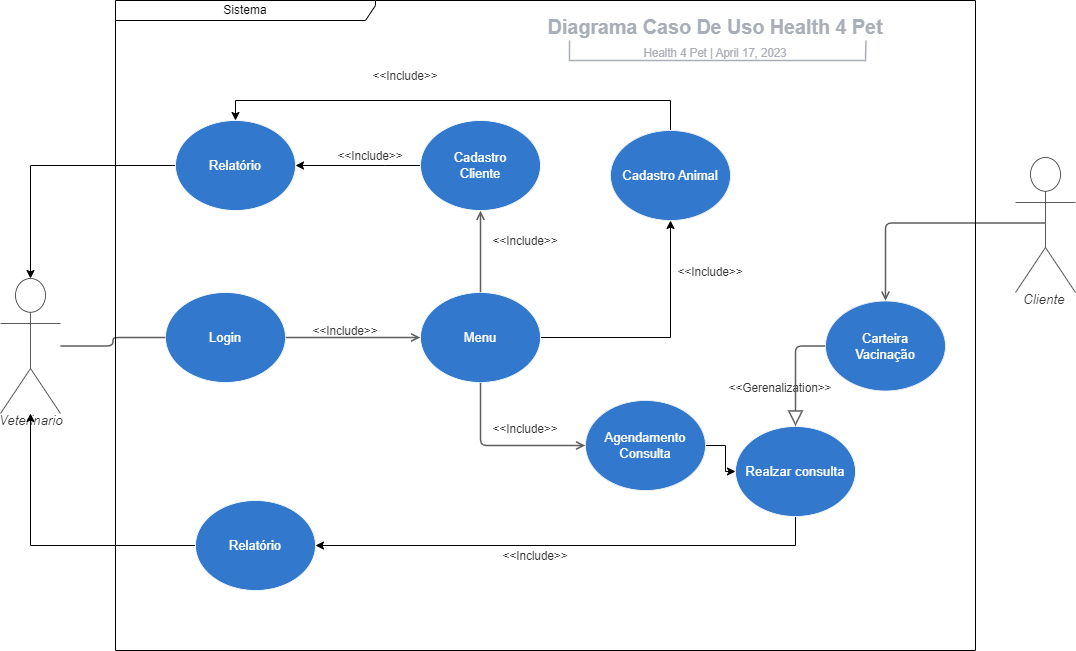 Sistema
Diagrama Caso De Uso Health 4 Pet
Health 4 Pet | April 17, 2023
<<Include>>
Relatório
<<Include>>
Cadastro
Cliente
Cadastro Animal
<<Include>>
<<Include>>
Cliente
Login
<<Include>>
Menu
Carteira
Vacinação
<<Gerenalization>>
Veterinario
<<Include>>
Agendamento
Consulta
Realzar consulta
Relatório
<<Include>>